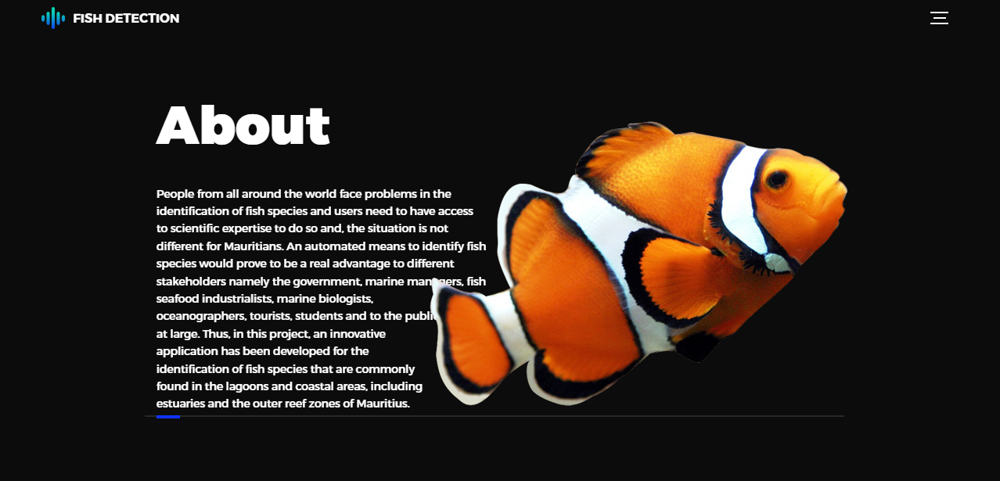 FISH DETECTION
About
People from all around the world face problems in the
identification of fish species and users need to have access
to scientific expertise to do so and, the situation is not
different for Mauritians. An automated means to identify fish
species would prove to be a real advantage to different
stakeholders namely the government, marine managers, fish
seafood industrialists, marine biologists,
oceanographers, tourists, students and to the public
at large. Thus, in this project, an innovative
application has been developed for the
identification of fish species that are commonly
found in the lagoons and coastal areas, including
estuaries and the outer reef zones of Mauritius.